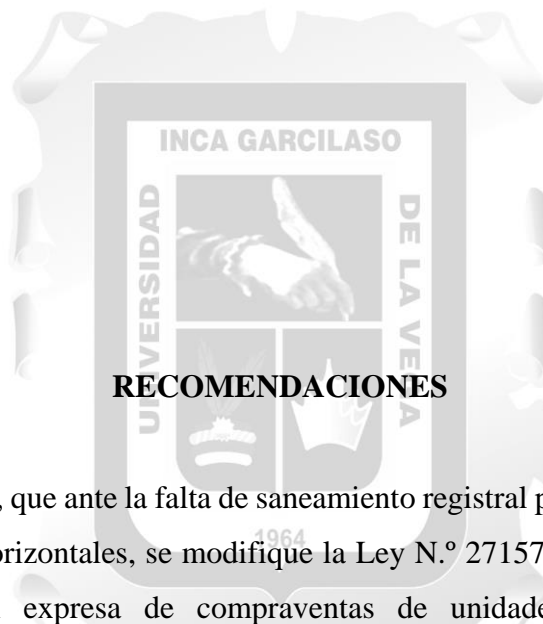 INCA GARCILASO
UNIVERSIDAD
DE LA VEGA
RECOMENDACIONES
, que ante la falta de saneamiento registral p
orizontales, se modifique la Ley N.º 27157
1964
expresa de compraventas de unidade